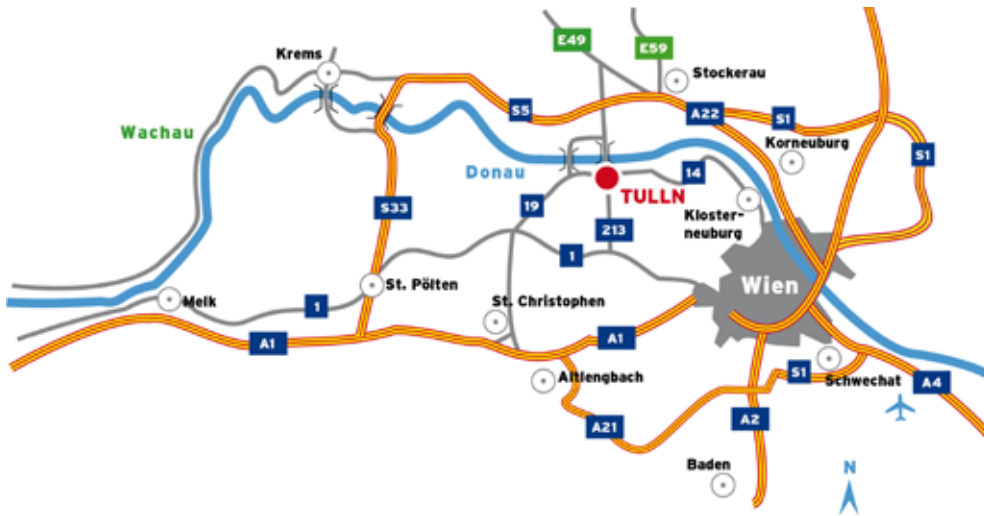 E49
E59
Krems
Stockerau
S5
A22
S1
Wachau
Korneuburg
S1
Donau
14
TULLN
19
S33
Kloster-
neuburg
213
1
Wien
St. Pölten
Melk
St. Christophen
1
A1
A1
S1
Schwechat
Altlengbach
A4
A21
A2
Baden
N